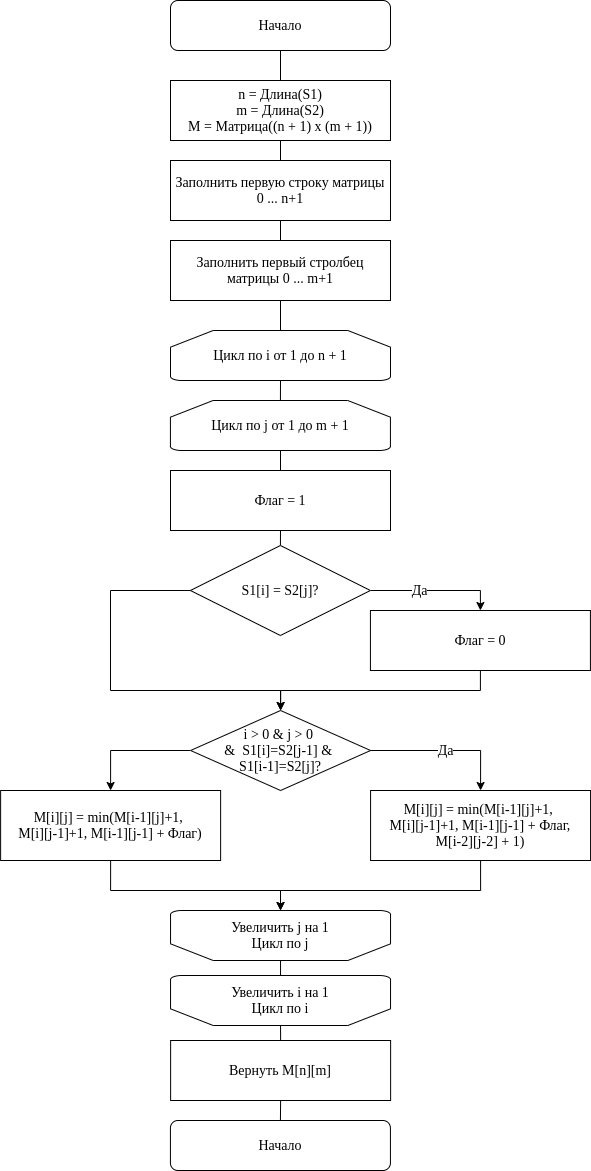 Начало
n = Длина(S1)
m = Длина(S2)
M = Матрица((n + 1) x (m + 1))
Заполнить первую строку матрицы
0 ... n+1
Заполнить первый стролбец
матрицы 0 ... m+1
Цикл по i от 1 до n + 1
Цикл по j от 1 до m + 1
Флаг = 1
S1[i] = S2[j]?
Да
Флаг = 0
i > 0 & j > 0
& S1[i]=S2[j-1] &
S1[i-1]=S2[j]?
Да
M[i][j] = min(M[i-1][j]+1,
M[i][j-1]+1, M[i-1][j-1] + Флаг)
M[i][j] = min(M[i-1][j]+1,
M[i][j-1]+1, M[i-1][j-1] + Флаг,
M[i-2][j-2] + 1)
Увеличить j на 1
Цикл по j
Увеличить i на 1
Цикл по i
Вернуть M[n][m]
Начало